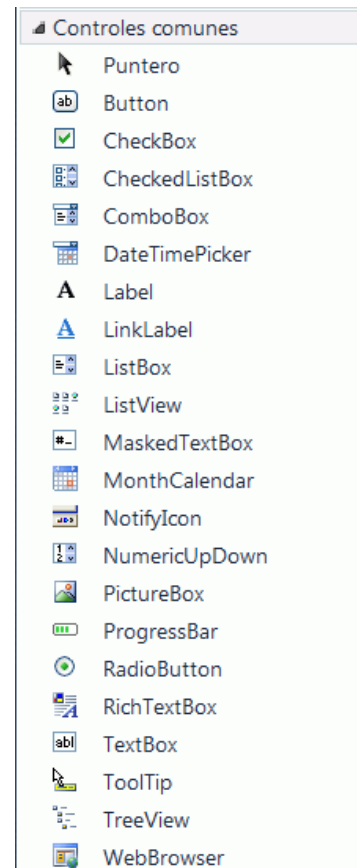 Controles comunes
Puntero
Button
CheckBox
CheckedListBox
ComboBox
DateTimePicker
Label
LinkLabel
ListBox
ListView
MaskedTextBox
MonthCalendar
NotifyIcon
NumericUpDown
PictureBox
ProgressBar
RadioButton
RichTextBox
TextBox
ToolTip
TreeView
WebBrowser